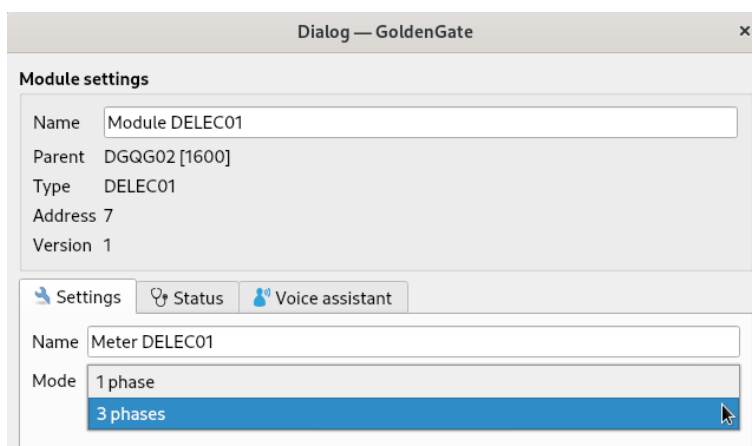 Dialog — GoldenGate ×
Module settings
Name Module DELEC01
Parent DGQG02 [1600]
Type DELEC01
Address 7
Version 1
Settings Status Voice assistant
Name Meter DELEC01
Mode 1 phase
3 phases